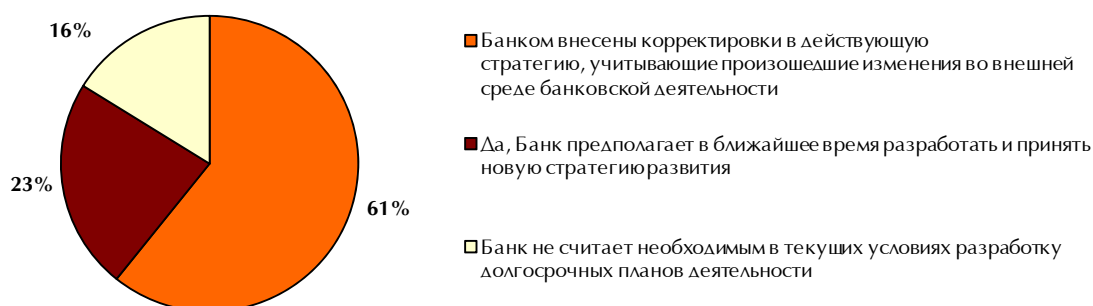 16%
23%
61%
Банком внесены корректировки в действующую
стратегию, учитывающие произошедшие изменения во внешней
среде банковской деятельности
Да, Банк предполагает в ближайшее время разработать и принять
новую стратегию развития
Банк не считает необходимым в текущих условиях разработку
долгосрочных планов деятельности